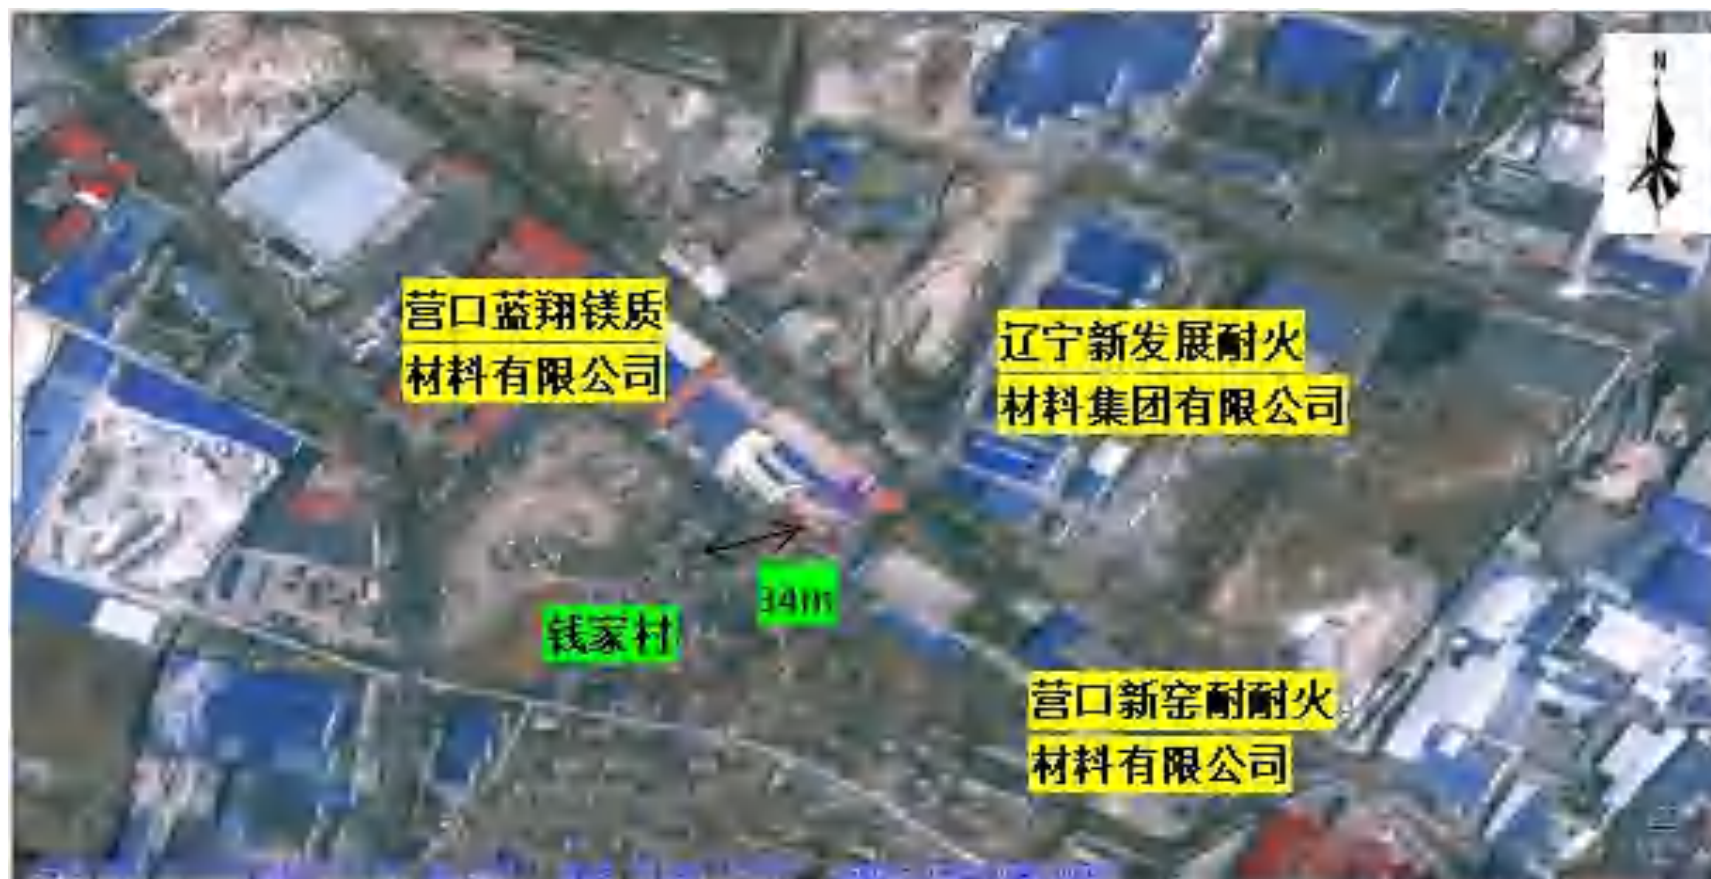 N
营口蓝翔镁质
材料有限公司
辽宁新发展耐火
材料集团有限公司
34m
钱家村
营口新窑耐耐火
材料有限公司